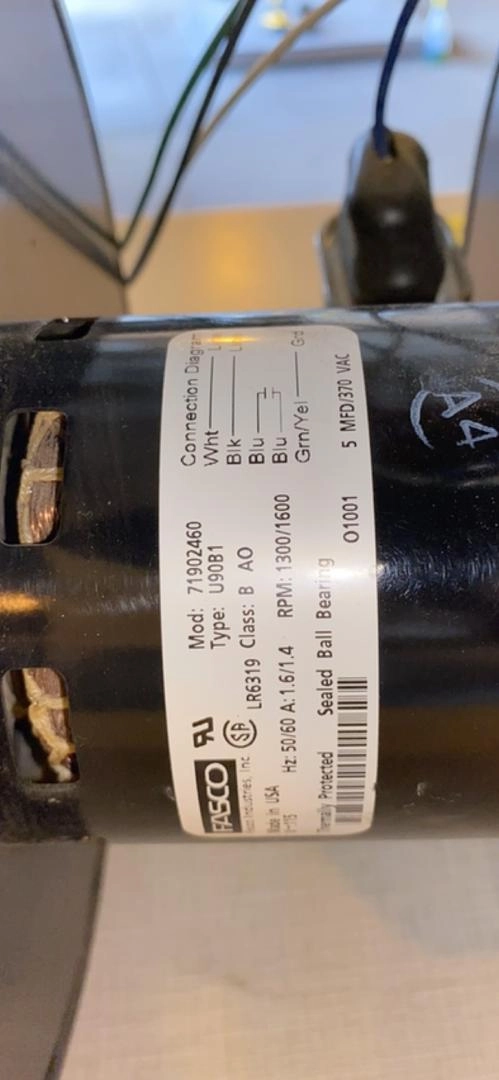 Mod: 71902460
Type: U90B1
FASCO
Industries, Inc.
LR6319 Class: B AO
Made in USA
Hz: 50/60 A: 1.6/1.4 RPM: 1300/1600
Thermally Protected Sealed Ball Bearing
O1001 5 MFD/370 VAC
Connection Diagram
Wht L
Blk L
Blu
Blu
Grn/Yel Grd
A4